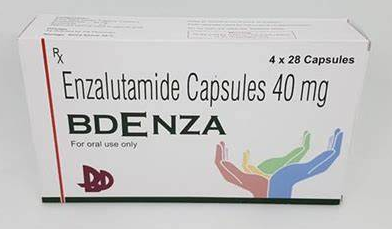 Rx
4 x 28 Capsules
Enzalutamide Capsules 40 mg
BDENZA
For oral use only